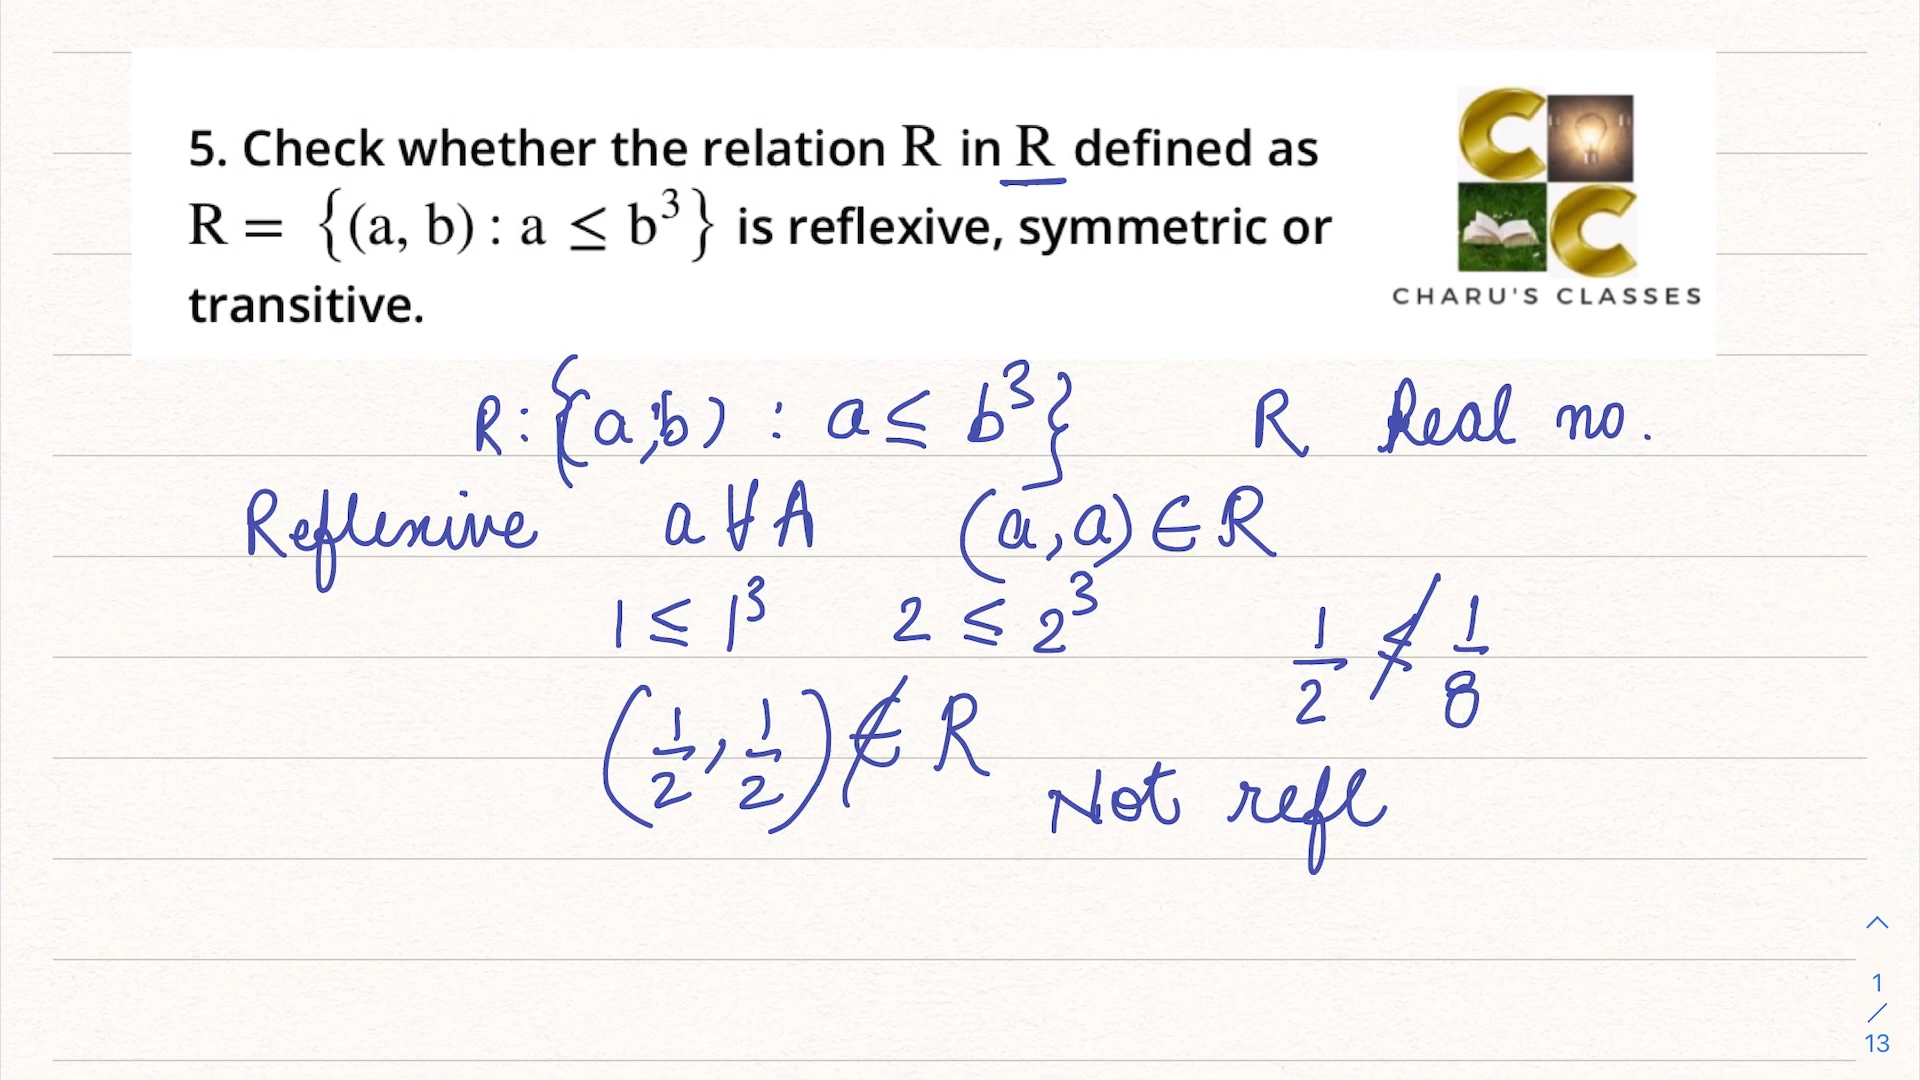 5. Check whether the relation R in R defined as
R = {(a, b) : a ≤ b³} is reflexive, symmetric or
transitive.
CHARU'S CLASSES
R : {(a,b) : a ≤ b³} R Real no.
Reflexive a ∀ A (a,a) ∈ R
1 ≤ 1³ 2 ≤ 2³ 1/2 ≰ 1/8
(1/2, 1/2) ∉ R
Not refl
1
/
13